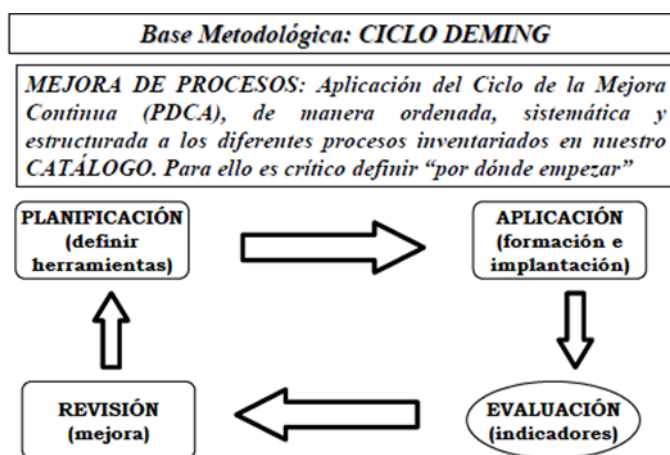 Base Metodológica: CICLO DEMING
MEJORA DE PROCESOS: Aplicación del Ciclo de la Mejora
Continua (PDCA), de manera ordenada, sistemática y
estructurada a los diferentes procesos inventariados en nuestro
CATÁLOGO. Para ello es crítico definir “por dónde empezar”
PLANIFICACIÓN
(definir
herramientas)
APLICACIÓN
(formación e
implantación)
REVISIÓN
(mejora)
EVALUACIÓN
(indicadores)